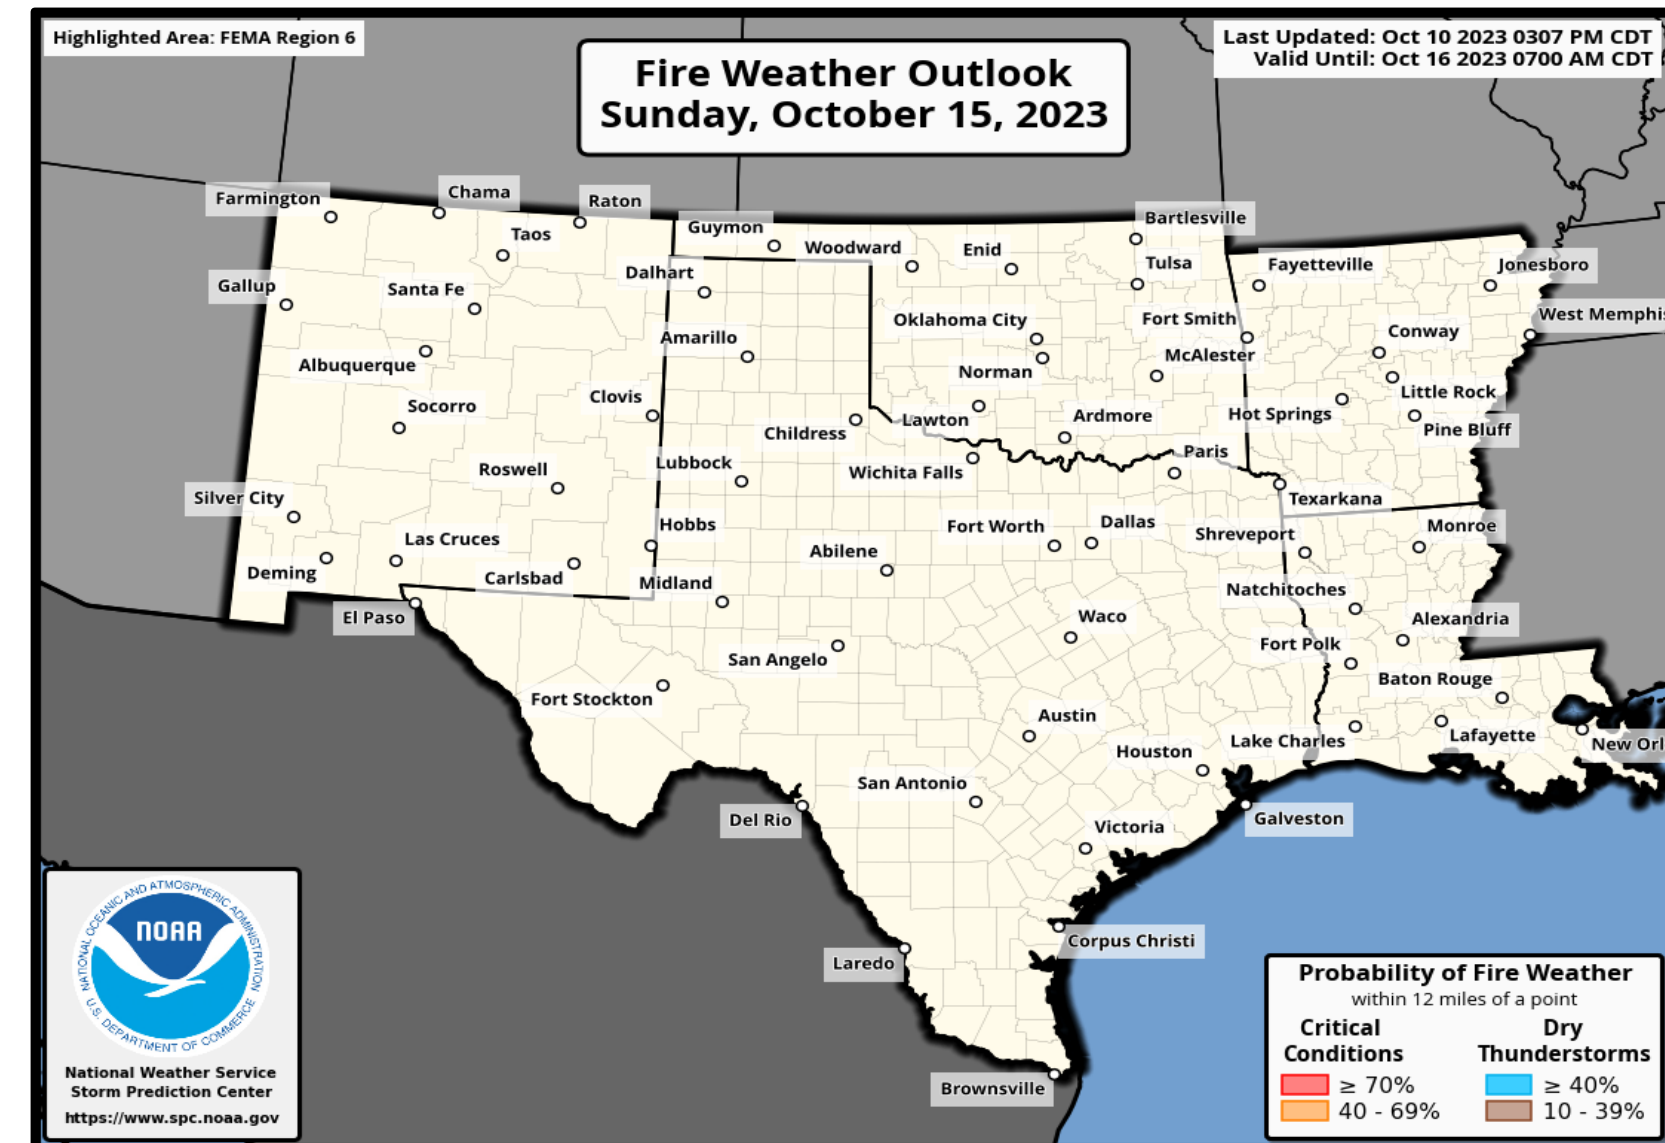 Highlighted Area: FEMA Region 6
Fire Weather Outlook
Sunday, October 15, 2023
Last Updated: Oct 10 2023 0307 PM CDT
Valid Until: Oct 16 2023 0700 AM CDT
Farmington
Chama
Raton
Taos
Guymon
Woodward
Enid
Bartlesville
Tulsa
Fayetteville
Jonesboro
Gallup
Santa Fe
Dalhart
Oklahoma City
Fort Smith
West Memphis
Albuquerque
Amarillo
Norman
McAlester
Conway
Socorro
Clovis
Childress
Lawton
Ardmore
Hot Springs
Little Rock
Pine Bluff
Roswell
Lubbock
Wichita Falls
Paris
Texarkana
Silver City
Las Cruces
Hobbs
Abilene
Fort Worth
Dallas
Shreveport
Monroe
Deming
Carlsbad
Midland
Natchitoches
El Paso
Waco
Alexandria
San Angelo
Fort Polk
Fort Stockton
Baton Rouge
Austin
Houston
Lake Charles
Lafayette
New Orl
San Antonio
Del Rio
Victoria
Galveston
Corpus Christi
Laredo
Brownsville
NATIONAL OCEANIC AND ATMOSPHERIC ADMINISTRATION
NOAA
U.S. DEPARTMENT OF COMMERCE
National Weather Service
Storm Prediction Center
https://www.spc.noaa.gov
Probability of Fire Weather
within 12 miles of a point
Critical Conditions
≥ 70%
40 - 69%
Dry Thunderstorms
≥ 40%
10 - 39%